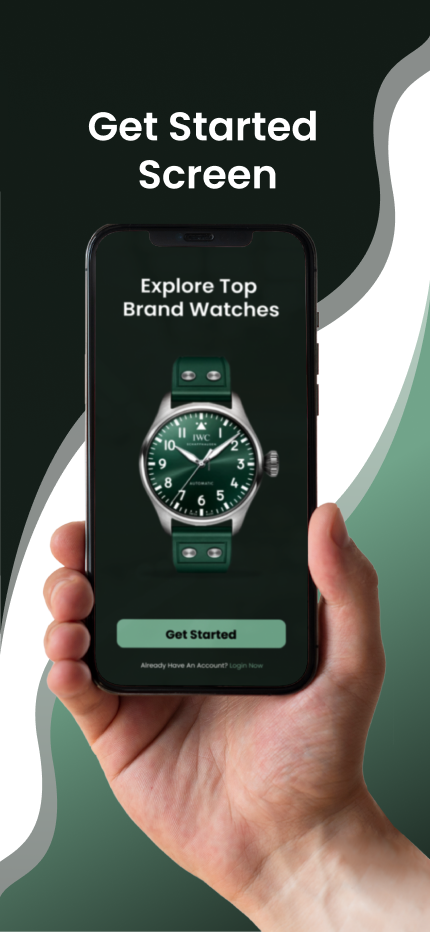 Get Started
Screen
Explore Top
Brand Watches
IWC
12
11 1
10 2
9 3
8 4
AUTOMATIC
7 5
6
Get Started
Already Have An Account? Login Now